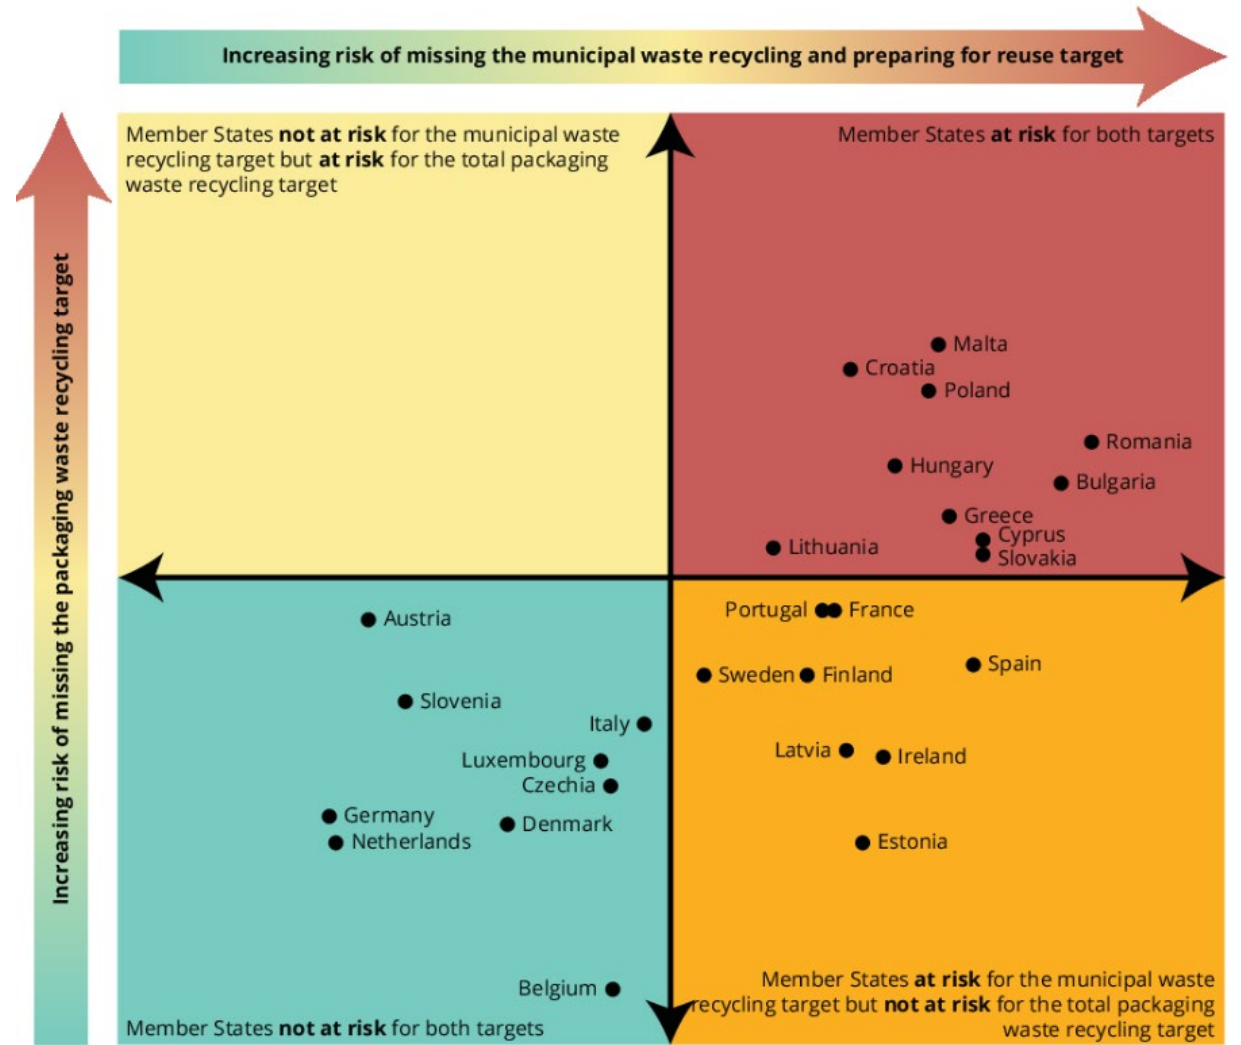 Increasing risk of missing the municipal waste recycling and preparing for reuse target
Increasing risk of missing the packaging waste recycling target
Member States not at risk for the municipal waste
recycling target but at risk for the total packaging
waste recycling target
Member States at risk for both targets
Malta
Croatia
Poland
Romania
Hungary
Bulgaria
Greece
Cyprus
Lithuania
Slovakia
Austria
Slovenia
Italy
Luxembourg
Czechia
Germany
Denmark
Netherlands
Belgium
Member States not at risk for both targets
Portugal
France
Spain
Sweden
Finland
Latvia
Ireland
Estonia
Member States at risk for the municipal waste
recycling target but not at risk for the total packaging
waste recycling target